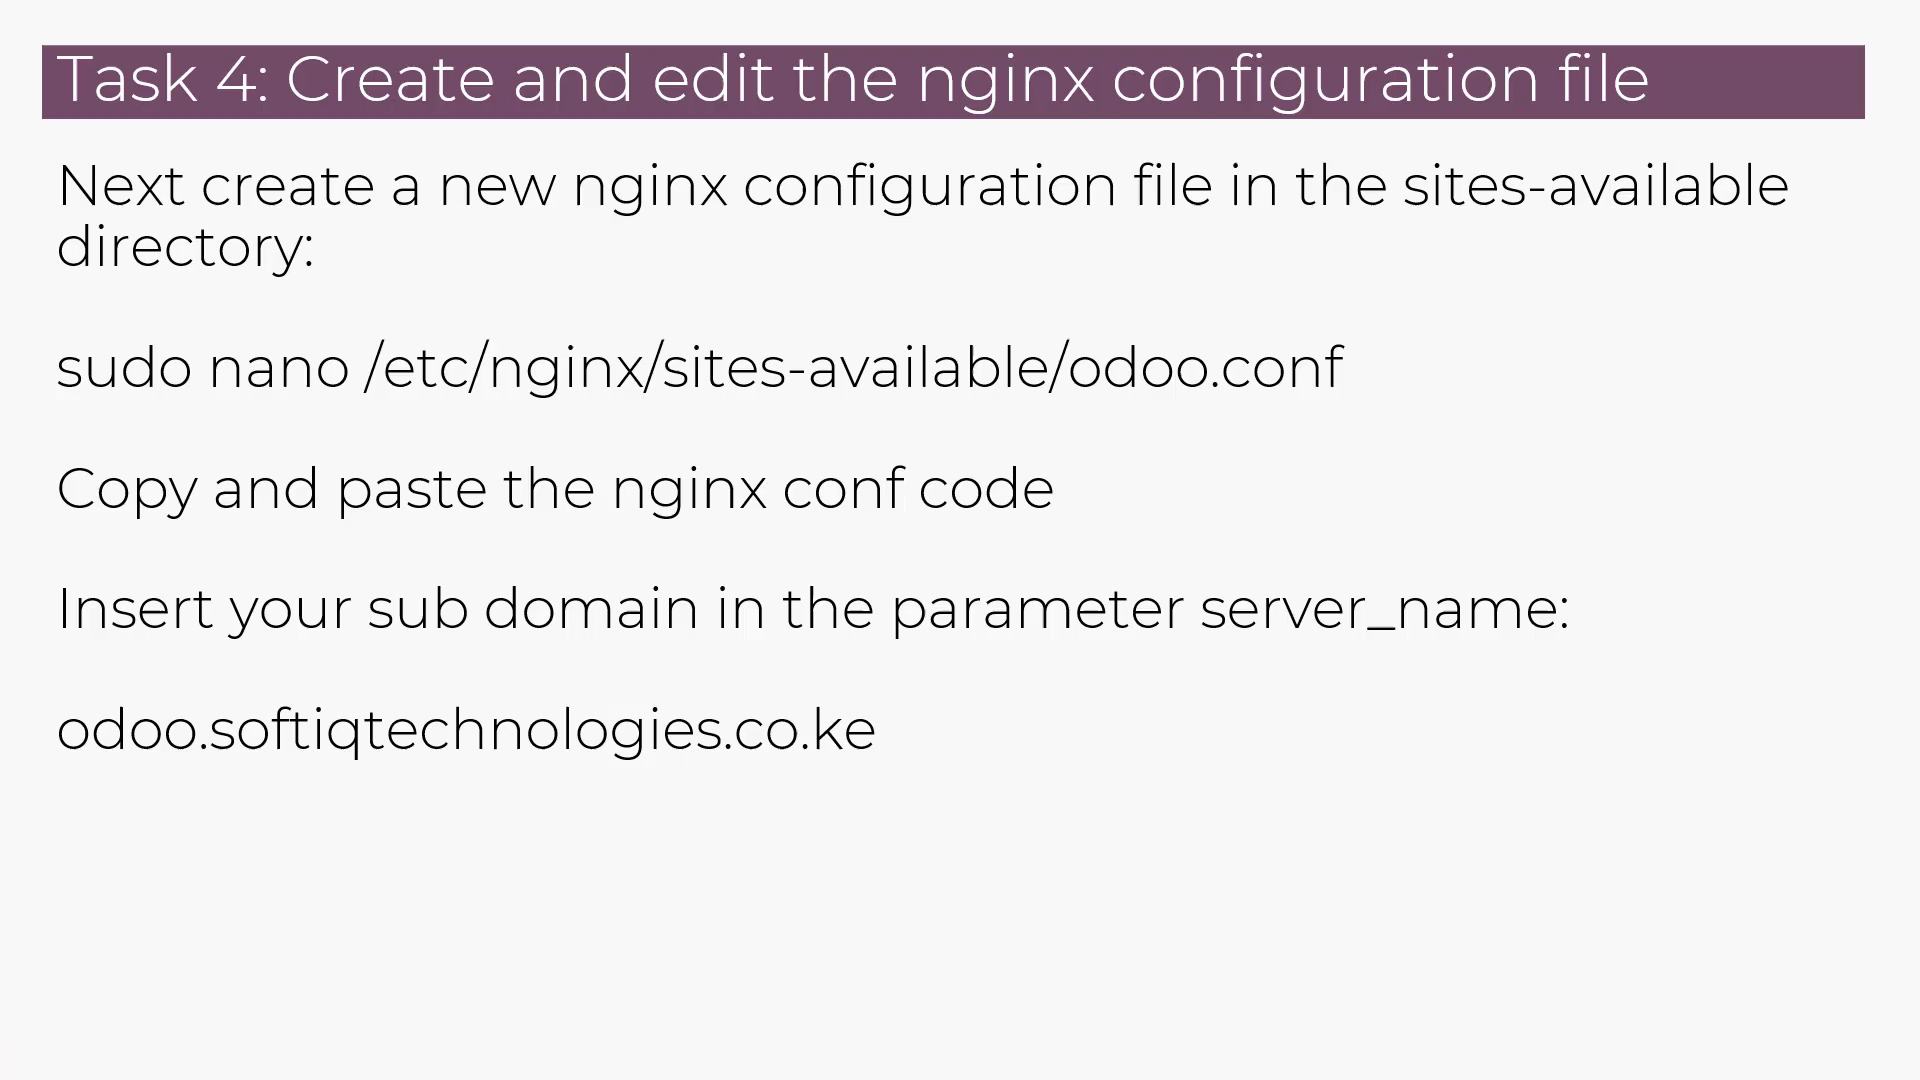 Task 4: Create and edit the nginx configuration file
Next create a new nginx configuration file in the sites-available
directory:
sudo nano /etc/nginx/sites-available/odoo.conf
Copy and paste the nginx conf code
Insert your sub domain in the parameter server_name:
odoo.softiqtechnologies.co.ke